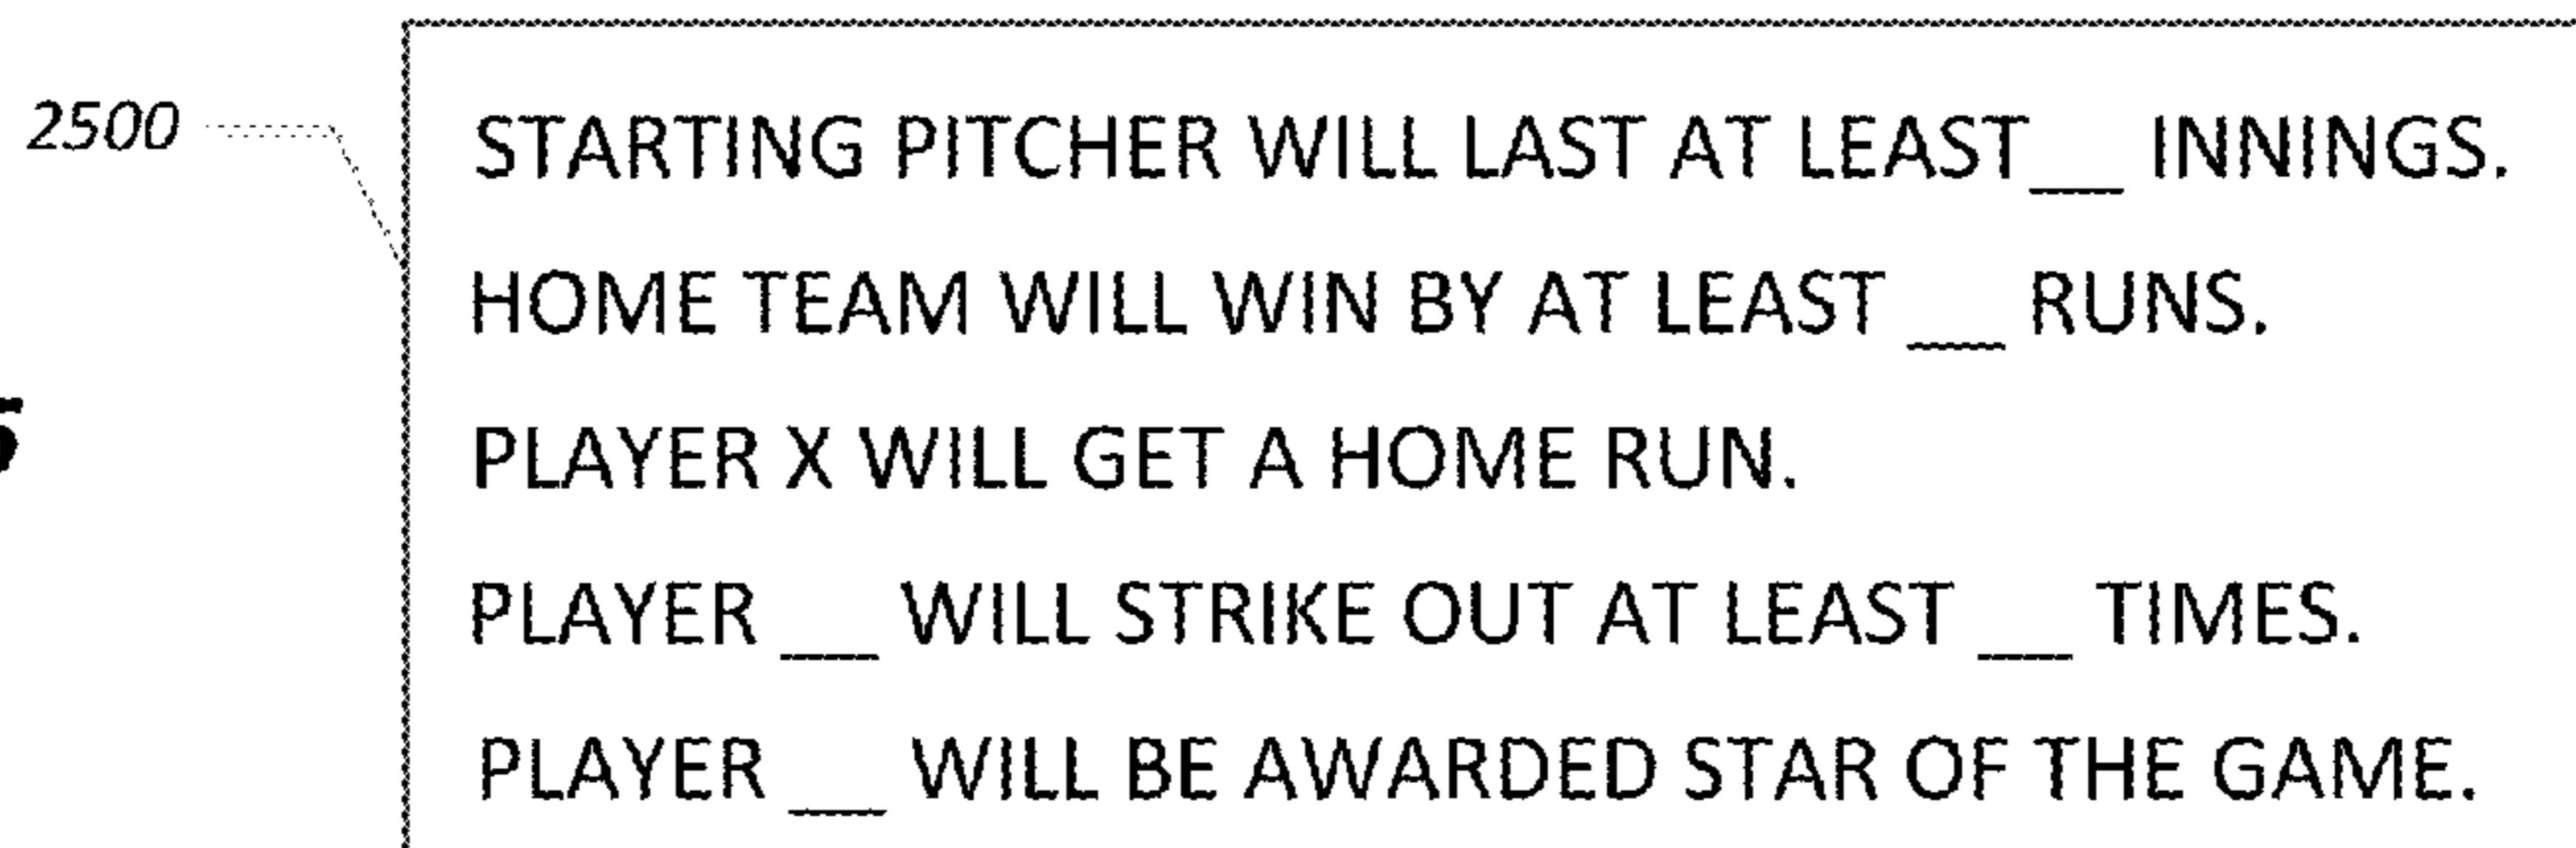 2500
STARTING PITCHER WILL LAST AT LEAST__ INNINGS.
HOME TEAM WILL WIN BY AT LEAST __ RUNS.
PLAYER X WILL GET A HOME RUN.
PLAYER __ WILL STRIKE OUT AT LEAST __ TIMES.
PLAYER __ WILL BE AWARDED STAR OF THE GAME.